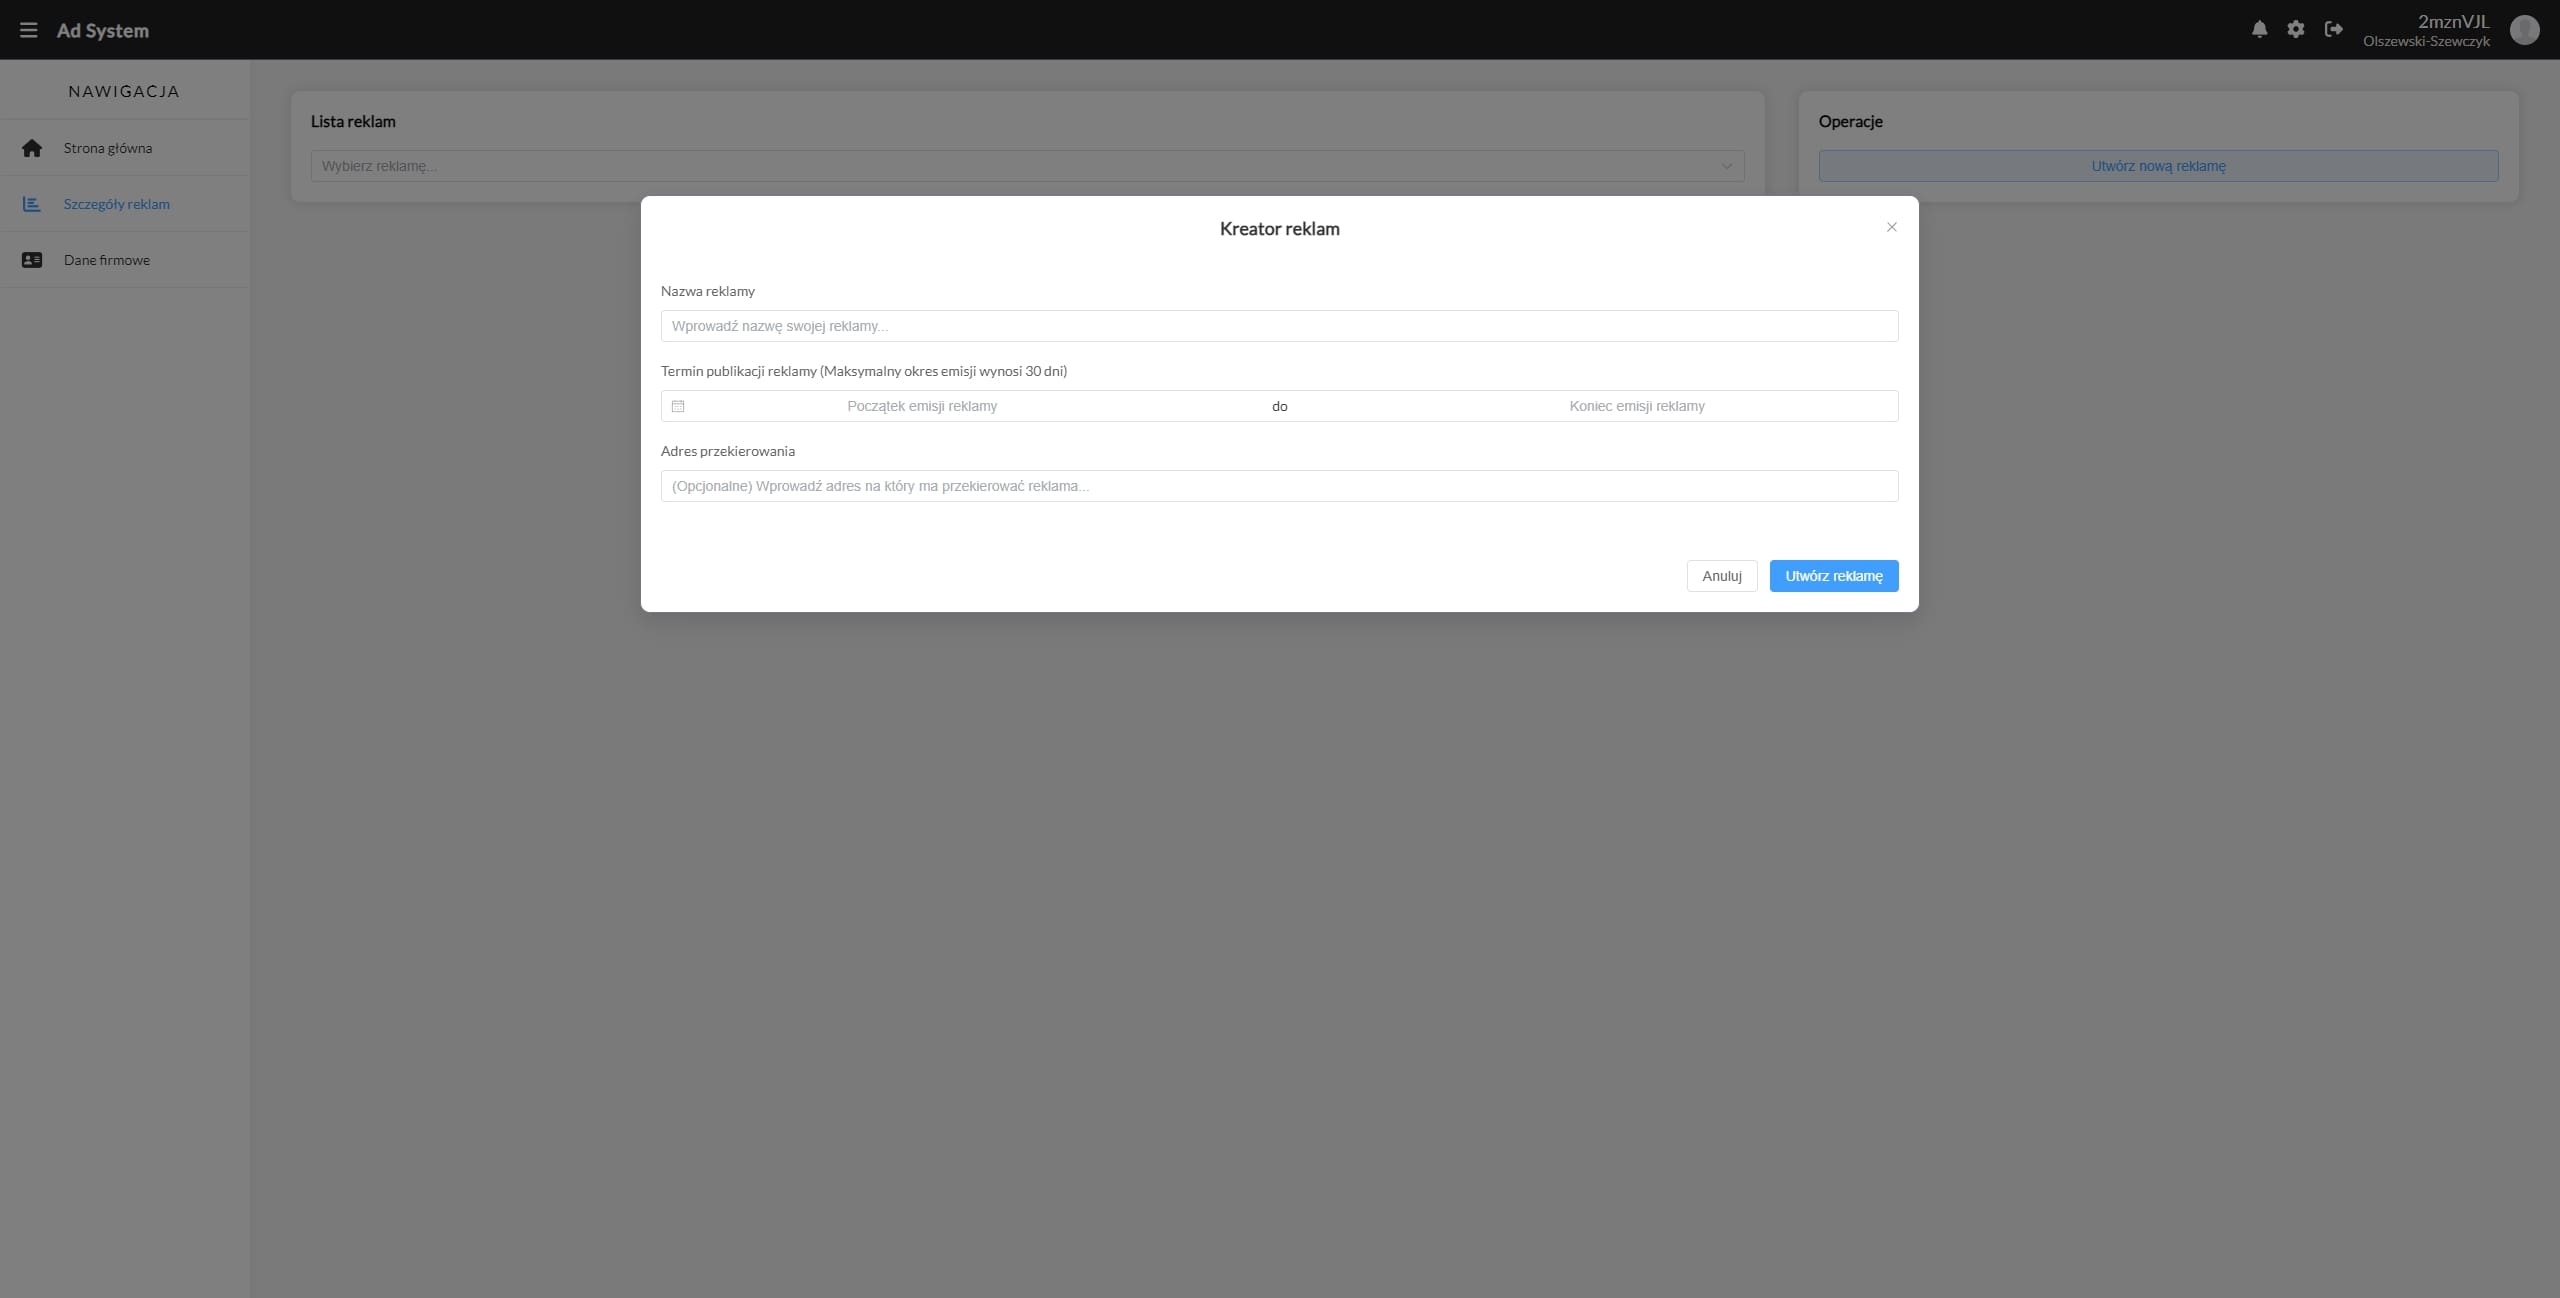 Ad System
2mznVJL
Olszewski-Szewczyk
NAWIGACJA
Strona główna
Szczegóły reklam
Dane firmowe
Lista reklam
Wybierz reklamę...
Operacje
Utwórz nową reklamę
Kreator reklam
Nazwa reklamy
Wprowadź nazwę swojej reklamy...
Termin publikacji reklamy (Maksymalny okres emisji wynosi 30 dni)
Początek emisji reklamy do Koniec emisji reklamy
Adres przekierowania
(Opcjonalne) Wprowadź adres na który ma przekierować reklama...
Anuluj Utwórz reklamę